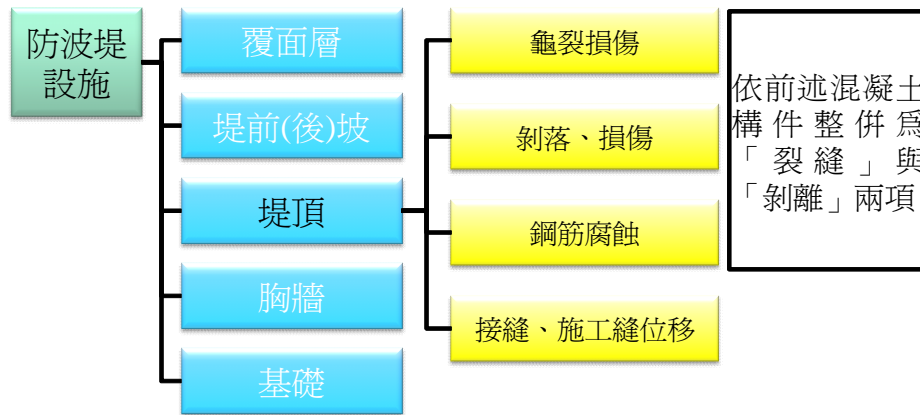 防波堤
設施
覆面層
堤前(後)坡
堤頂
胸牆
基礎
龜裂損傷
剝落、損傷
鋼筋腐蝕
接縫、施工縫位移
依前述混凝土
構件整併為
「裂縫」與
「剝離」兩項